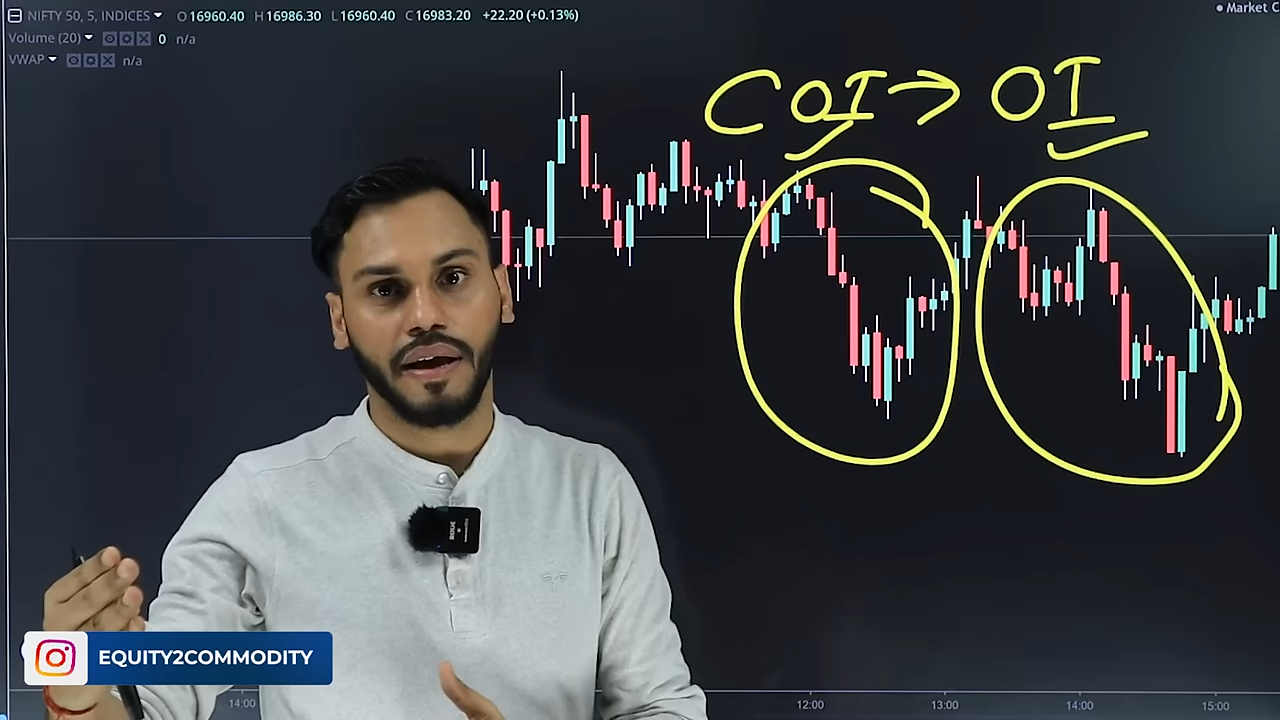 NIFTY 50, 5, INDICES O16960.40 H16986.30 L16960.40 C16983.20 +22.20 (+0.13%)
Market C
Volume (20) 0 n/a
VWAP n/a
COI → OI
EQUITY2COMMODITY
14:00 12:00 13:00 14:00 15:00